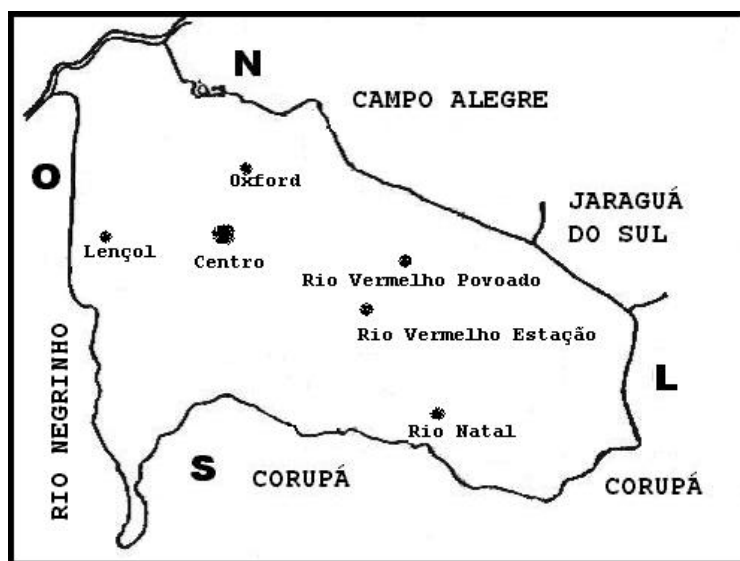 N
CAMPO ALEGRE
O
Oxford
JARAGUÁ
DO SUL
Lençol
Centro
Rio Vermelho Povoado
Rio Vermelho Estação
RIO NEGRINHO
L
Rio Natal
S
CORUPÁ
CORUPÁ